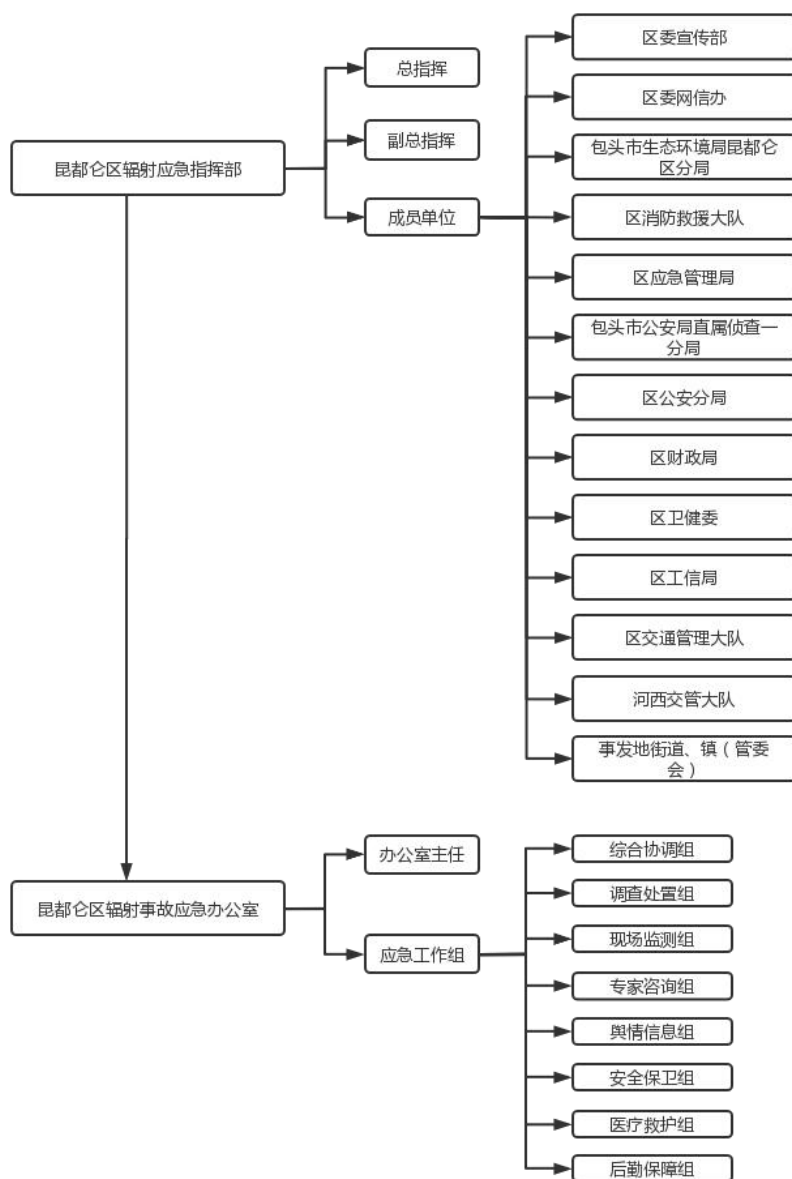 昆都仑区辐射应急指挥部
总指挥
副总指挥
成员单位
区委宣传部
区委网信办
包头市生态环境局昆都仑
区分局
区消防救援大队
区应急管理局
包头市公安局直属侦查一
分局
区公安分局
区财政局
区卫健委
区工信局
区交通管理大队
河西交管大队
事发地街道、镇（管委
会）
昆都仑区辐射事故应急办公室
办公室主任
应急工作组
综合协调组
调查处置组
现场监测组
专家咨询组
舆情信息组
安全保卫组
医疗救护组
后勤保障组